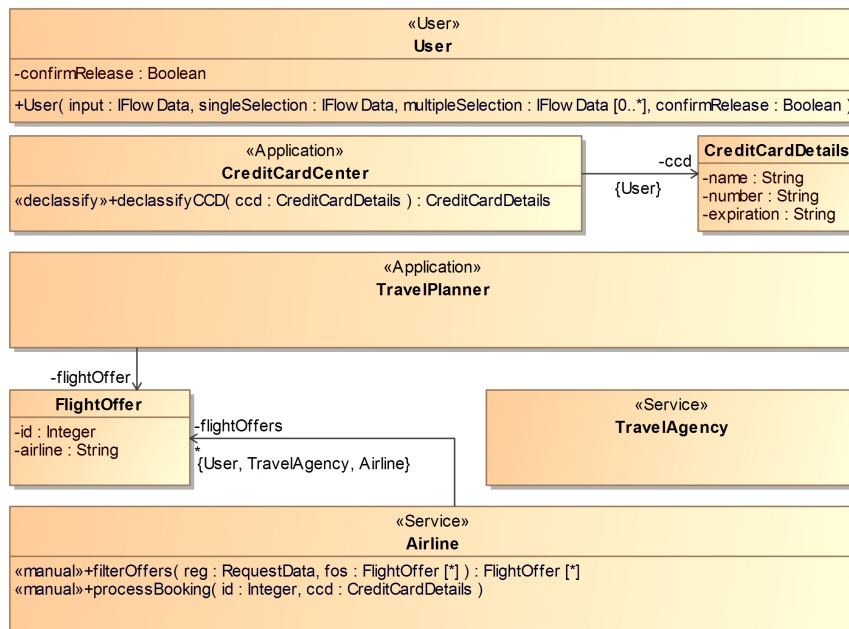 «User»
User
-confirmRelease : Boolean
+User( input : IFlow Data, singleSelection : IFlow Data, multipleSelection : IFlow Data [0..*], confirmRelease : Boolean )
«Application»
CreditCardCenter
«declassify»+declassifyCCD( ccd : CreditCardDetails ) : CreditCardDetails
-ccd
{User}
CreditCardDetails
-name : String
-number : String
-expiration : String
«Application»
TravelPlanner
-flightOffer
FlightOffer
-id : Integer
-airline : String
-flightOffers
*
{User, TravelAgency, Airline}
«Service»
TravelAgency
«Service»
Airline
«manual»+filterOffers( reg : RequestData, fos : FlightOffer [*] ) : FlightOffer [*]
«manual»+processBooking( id : Integer, ccd : CreditCardDetails )